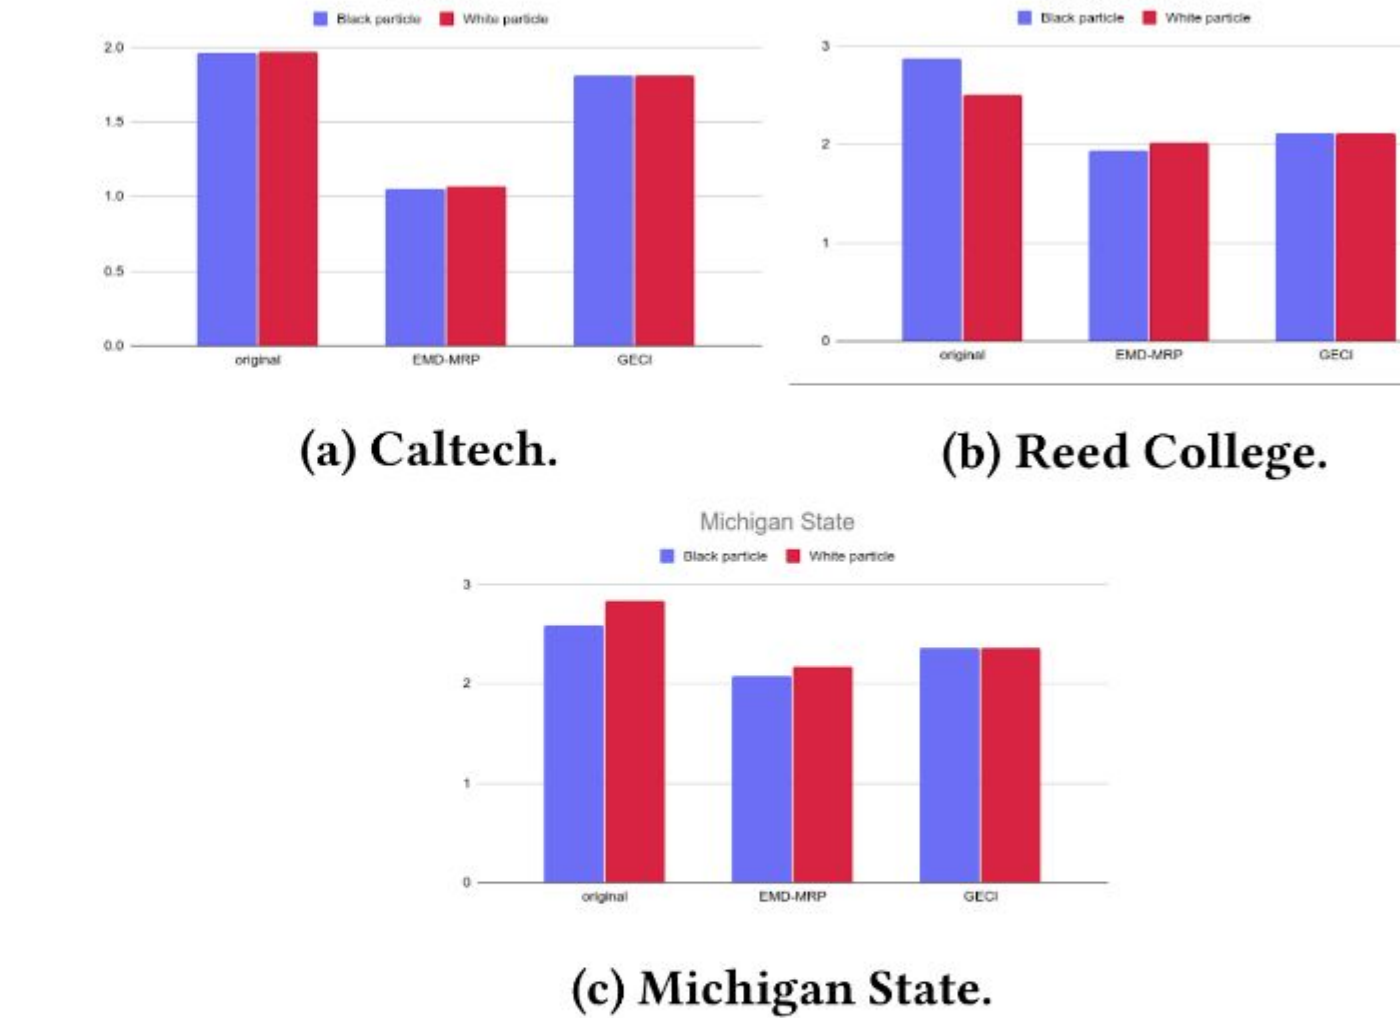 Black particle White particle
2.0
1.5
1.0
0.5
0.0
original EMD-MRP GECI
(a) Caltech.
Black particle White particle
3
2
1
0
original EMD-MRP GECI
(b) Reed College.
Michigan State
Black particle White particle
3
2
1
0
original EMD-MRP GECI
(c) Michigan State.